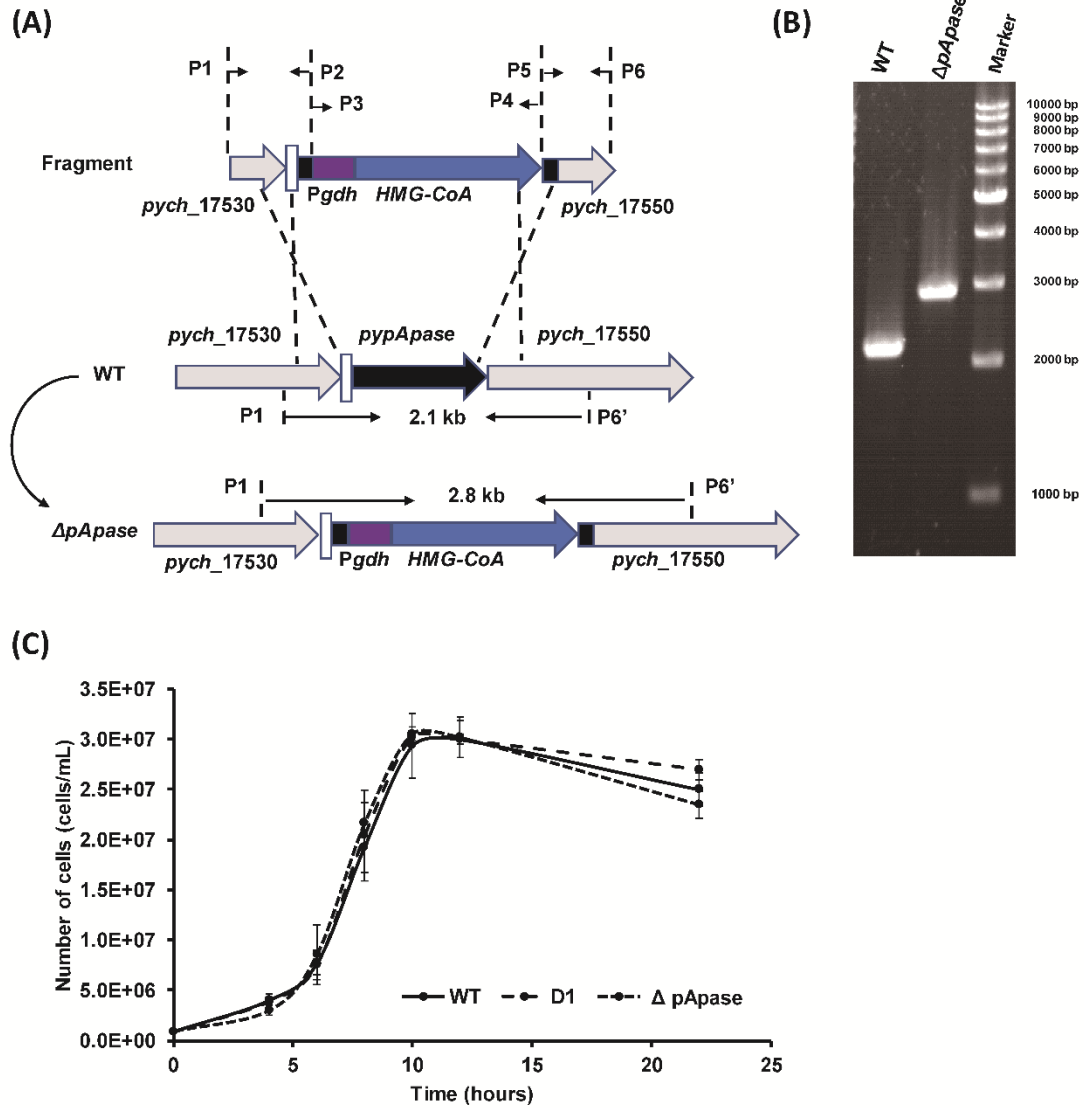 (A)
P1
P2
P3
P4
P5
P6
Fragment
pych_17530
Pgdh
HMG-CoA
pych_17550
pych_17530
pypApase
pych_17550
WT
P1
2.1 kb
P6’
ΔpApase
P1
2.8 kb
P6’
pych_17530
Pgdh
HMG-CoA
pych_17550
(B)
WT
ΔpApase
Marker
10000 bp
9000 bp
8000 bp
7000 bp
6000 bp
5000 bp
4000 bp
3000 bp
2000 bp
1000 bp
(C)
Number of cells (cells/mL)
3.5E+07
3.0E+07
2.5E+07
2.0E+07
1.5E+07
1.0E+07
5.0E+06
0.0E+00
WT
D1
Δ pApase
0 5 10 15 20 25
Time (hours)